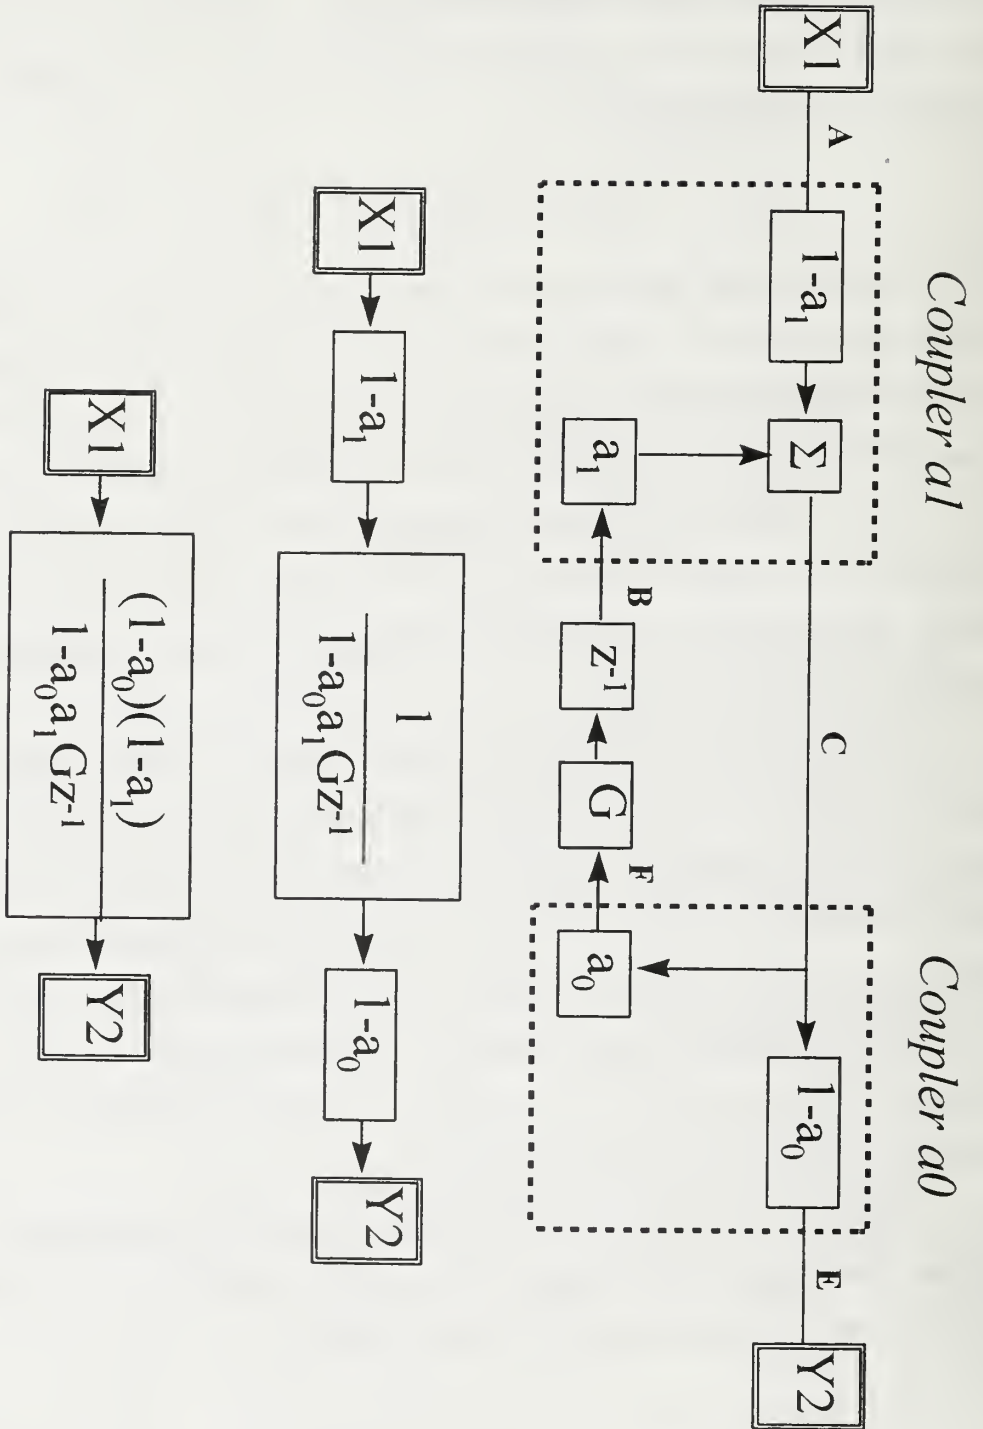 Coupler a1
Coupler a0
X1
A
1-a₁
Σ
C
1-a₀
E
Y2
a₁
B
z⁻¹
G
F
a₀
X1
1-a₁
1
1-a₀a₁Gz⁻¹
1-a₀
Y2
X1
(1-a₀)(1-a₁)
1-a₀a₁Gz⁻¹
Y2